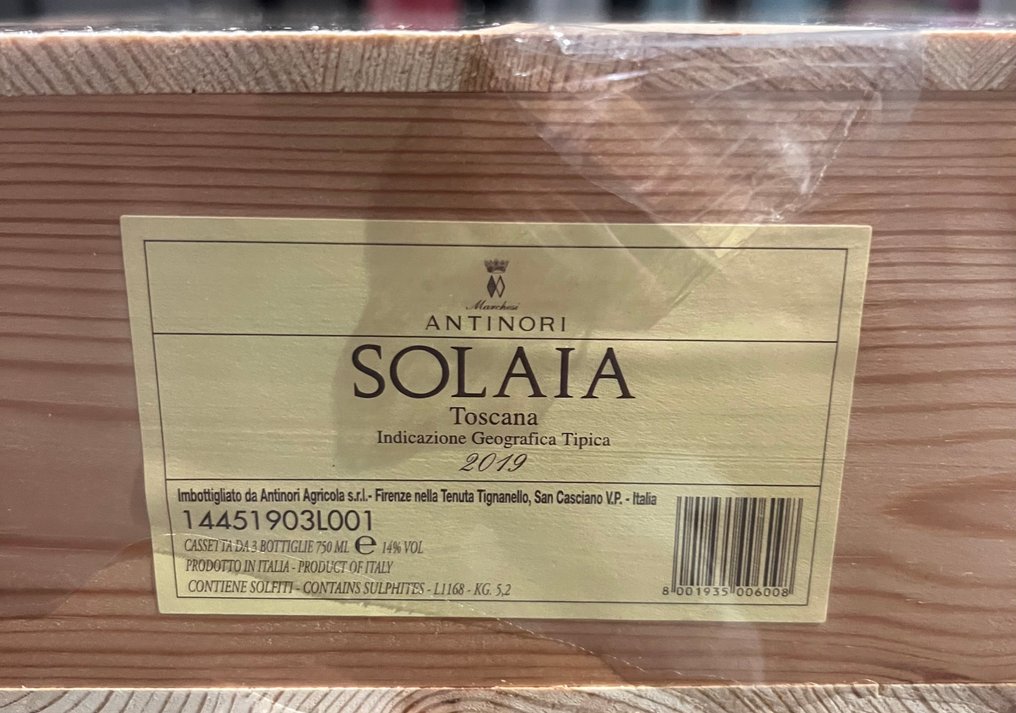 Marchesi
ANTINORI
SOLAIA
Toscana
Indicazione Geografica Tipica
2019
Imbottigliato da Antinori Agricola s.r.l.- Firenze nella Tenuta Tignanello, San Casciano V.P. - Italia
14451903L001
CASSETTA DA 3 BOTTIGLIE 750 ML e 14% VOL
PRODOTTO IN ITALIA - PRODUCT OF ITALY
CONTIENE SOLFITI - CONTAINS SULPHITES - L1168 - KG. 5,2
8 001935 006008